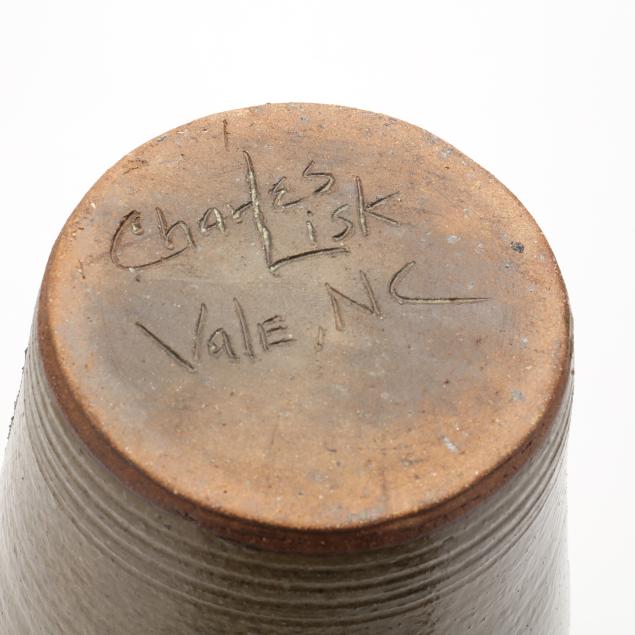 Charles
Lisk
Vale, NC